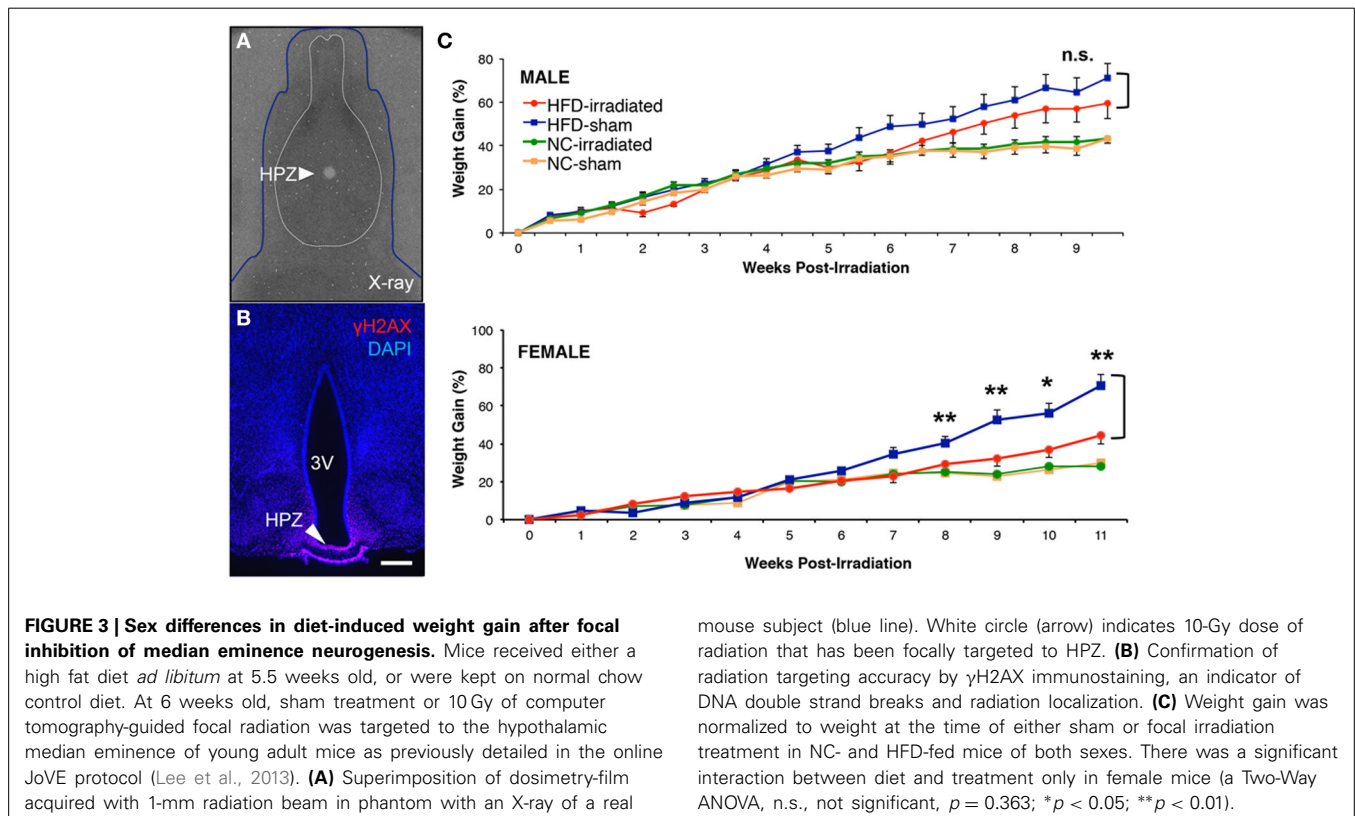 A
HPZ
X-ray
B
γH2AX
DAPI
3V
HPZ
C
MALE
n.s.
HFD-irradiated
HFD-sham
NC-irradiated
NC-sham
Weight Gain (%)
80
60
40
20
0
0 1 2 3 4 5 6 7 8 9
Weeks Post-Irradiation
FEMALE
** ** * **
Weight Gain (%)
100
80
60
40
20
0
0 1 2 3 4 5 6 7 8 9 10 11
Weeks Post-Irradiation
FIGURE 3 | Sex differences in diet-induced weight gain after focal
inhibition of median eminence neurogenesis. Mice received either a
high fat diet ad libitum at 5.5 weeks old, or were kept on normal chow
control diet. At 6 weeks old, sham treatment or 10 Gy of computer
tomography-guided focal radiation was targeted to the hypothalamic
median eminence of young adult mice as previously detailed in the online
JoVE protocol (Lee et al., 2013). (A) Superimposition of dosimetry-film
acquired with 1-mm radiation beam in phantom with an X-ray of a real
mouse subject (blue line). White circle (arrow) indicates 10-Gy dose of
radiation that has been focally targeted to HPZ. (B) Confirmation of
radiation targeting accuracy by γH2AX immunostaining, an indicator of
DNA double strand breaks and radiation localization. (C) Weight gain was
normalized to weight at the time of either sham or focal irradiation
treatment in NC- and HFD-fed mice of both sexes. There was a significant
interaction between diet and treatment only in female mice (a Two-Way
ANOVA, n.s., not significant, p = 0.363; *p < 0.05; **p < 0.01).